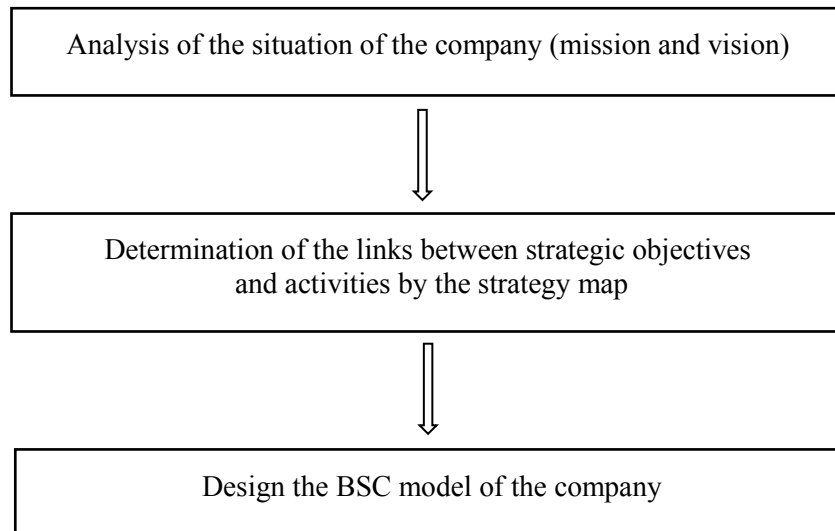 Analysis of the situation of the company (mission and vision)
Determination of the links between strategic objectives
and activities by the strategy map
Design the BSC model of the company